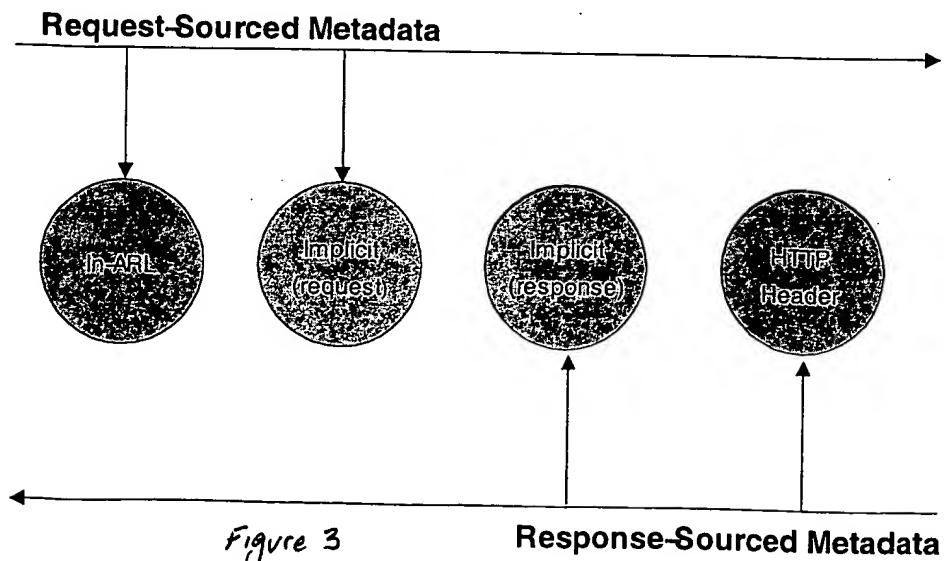 Request-Sourced Metadata
In-ARL
Implicit
(request)
Implicit
(response)
HTTP
Header
Figure 3
Response-Sourced Metadata